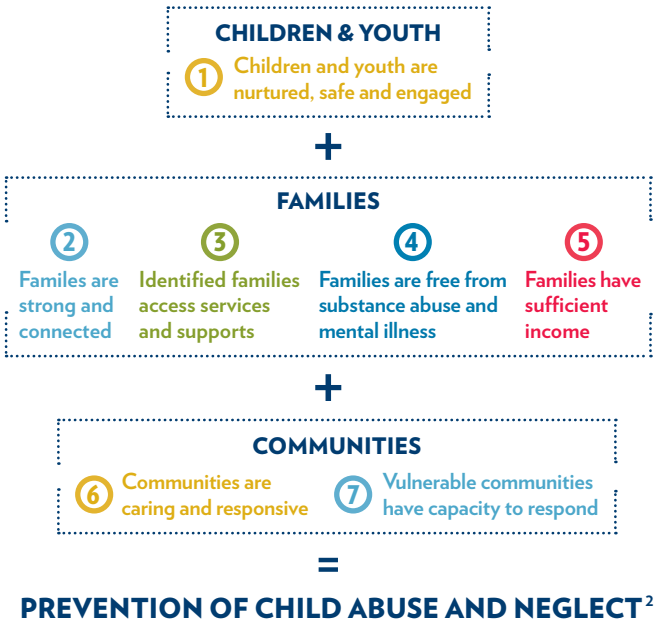 CHILDREN & YOUTH
1
Children and youth are
nurtured, safe and engaged
+
FAMILIES
2
Familes are
strong and
connected
3
Identified families
access services
and supports
4
Families are free from
substance abuse and
mental illness
5
Families have
sufficient
income
+
COMMUNITIES
6
Communities are
caring and responsive
7
Vulnerable communities
have capacity to respond
=
PREVENTION OF CHILD ABUSE AND NEGLECT²